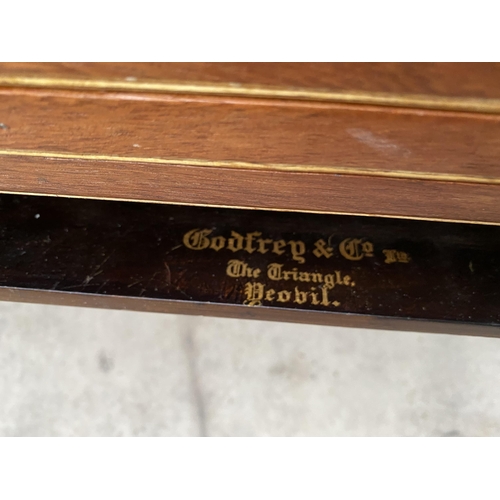 Godfrey & Co Ltd
The Triangle,
Yeovil.